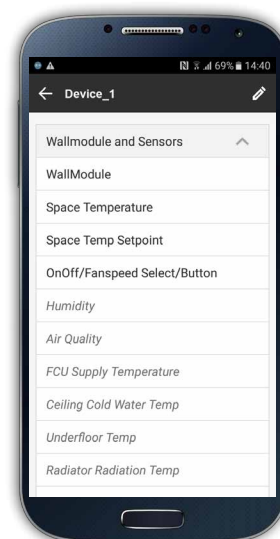 69% 14:40
Device_1
Wallmodule and Sensors
WallModule
Space Temperature
Space Temp Setpoint
OnOff/Fanspeed Select/Button
Humidity
Air Quality
FCU Supply Temperature
Ceiling Cold Water Temp
Underfloor Temp
Radiator Radiation Temp